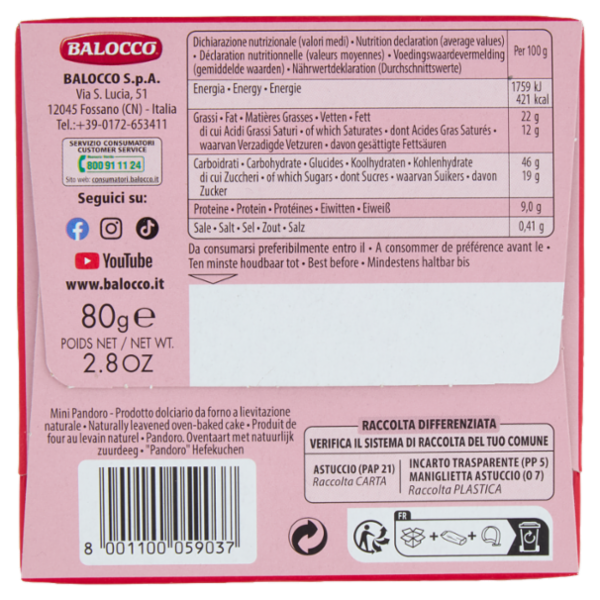 BALOCCO
BALOCCO S.p.A.
Via S. Lucia, 51
12045 Fossano (CN) - Italia
Tel.:+39-0172-653411
SERVIZIO CONSUMATORI
CUSTOMER SERVICE
Numero Verde
800 91 11 24
Sito web: consumatori.balocco.it
Seguici su:
YouTube
www.balocco.it
80g e
POIDS NET / NET WT.
2.8OZ
Dichiarazione nutrizionale (valori medi) • Nutrition declaration (average values)
• Déclaration nutritionnelle (valeurs moyennes) • Voedingswaardevermelding
(gemiddelde waarden) • Nährwertdeklaration (Durchschnittswerte)
Per 100 g
Energia • Energy • Energie
1759 kJ
421 kcal
Grassi • Fat • Matières Grasses • Vetten • Fett
22 g
di cui Acidi Grassi Saturi • of which Saturates • dont Acides Gras Saturés •
12 g
waarvan Verzadigde Vetzuren • davon gesättigte Fettsäuren
Carboidrati • Carbohydrate • Glucides • Koolhydraten • Kohlenhydrate
46 g
di cui Zuccheri • of which Sugars • dont Sucres • waarvan Suikers • davon
19 g
Zucker
Proteine • Protein • Protéines • Eiwitten • Eiweiß
9,0 g
Sale • Salt • Sel • Zout • Salz
0,41 g
Da consumarsi preferibilmente entro il • A consommer de préférence avant le •
Ten minste houdbaar tot • Best before • Mindestens haltbar bis
Mini Pandoro - Prodotto dolciario da forno a lievitazione
naturale • Naturally leavened oven-baked cake • Produit de
four au levain naturel • Pandoro. Oventaart met natuurlijk
zuurdeeg • "Pandoro" Hefekuchen
8 001100 059037
RACCOLTA DIFFERENZIATA
VERIFICA IL SISTEMA DI RACCOLTA DEL TUO COMUNE
ASTUCCIO (PAP 21)
Raccolta CARTA
INCARTO TRASPARENTE (PP 5)
MANIGLIETTA ASTUCCIO (O 7)
Raccolta PLASTICA
FR
+ +